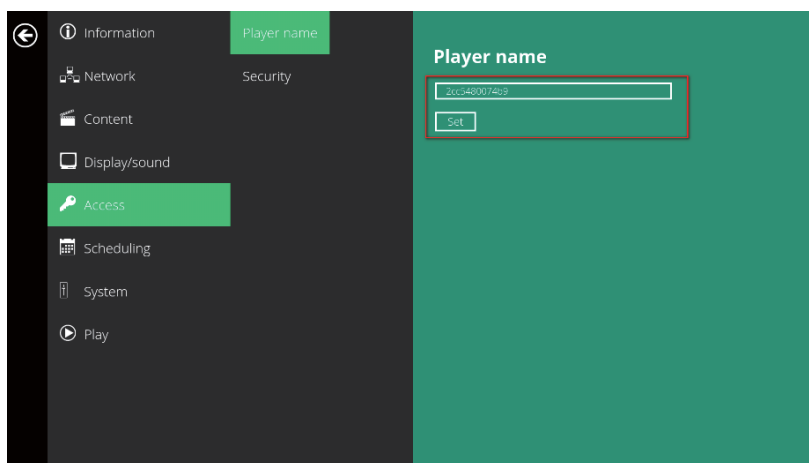 Information
Network
Content
Display/sound
Access
Scheduling
System
Play
Player name
Security
Player name
2cc5480074b9
Set